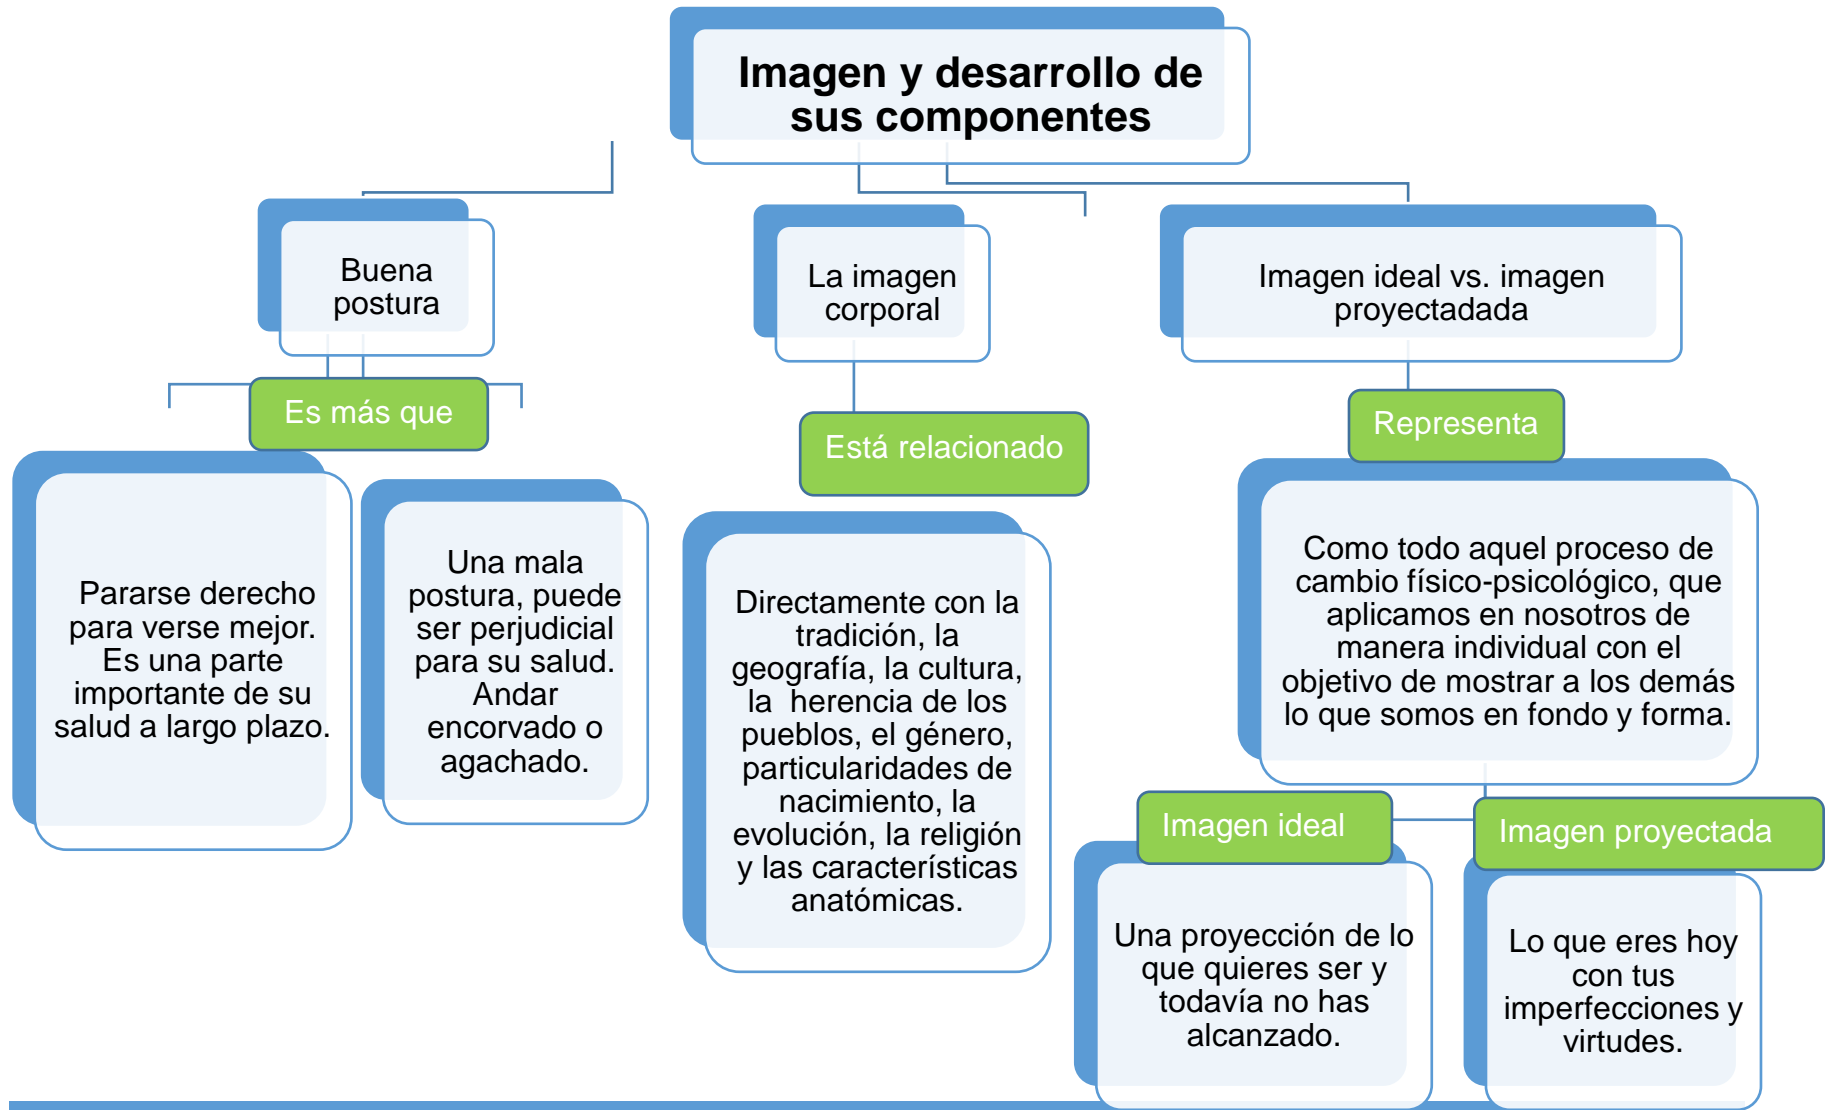 Imagen y desarrollo de
sus componentes
Buena
postura
La imagen
corporal
Imagen ideal vs. imagen
proyectadada
Es más que
Está relacionado
Representa
Pararse derecho
para verse mejor.
Es una parte
importante de su
salud a largo plazo.
Una mala
postura, puede
ser perjudicial
para su salud.
Andar
encorvado o
agachado.
Directamente con la
tradición, la
geografía, la cultura,
la  herencia de los
pueblos, el género,
particularidades de
nacimiento, la
evolución, la religión
y las características
anatómicas.
Como todo aquel proceso de
cambio físico-psicológico, que
aplicamos en nosotros de
manera individual con el
objetivo de mostrar a los demás
lo que somos en fondo y forma.
Imagen ideal
Imagen proyectada
Una proyección de lo
que quieres ser y
todavía no has
alcanzado.
Lo que eres hoy
con tus
imperfecciones y
virtudes.